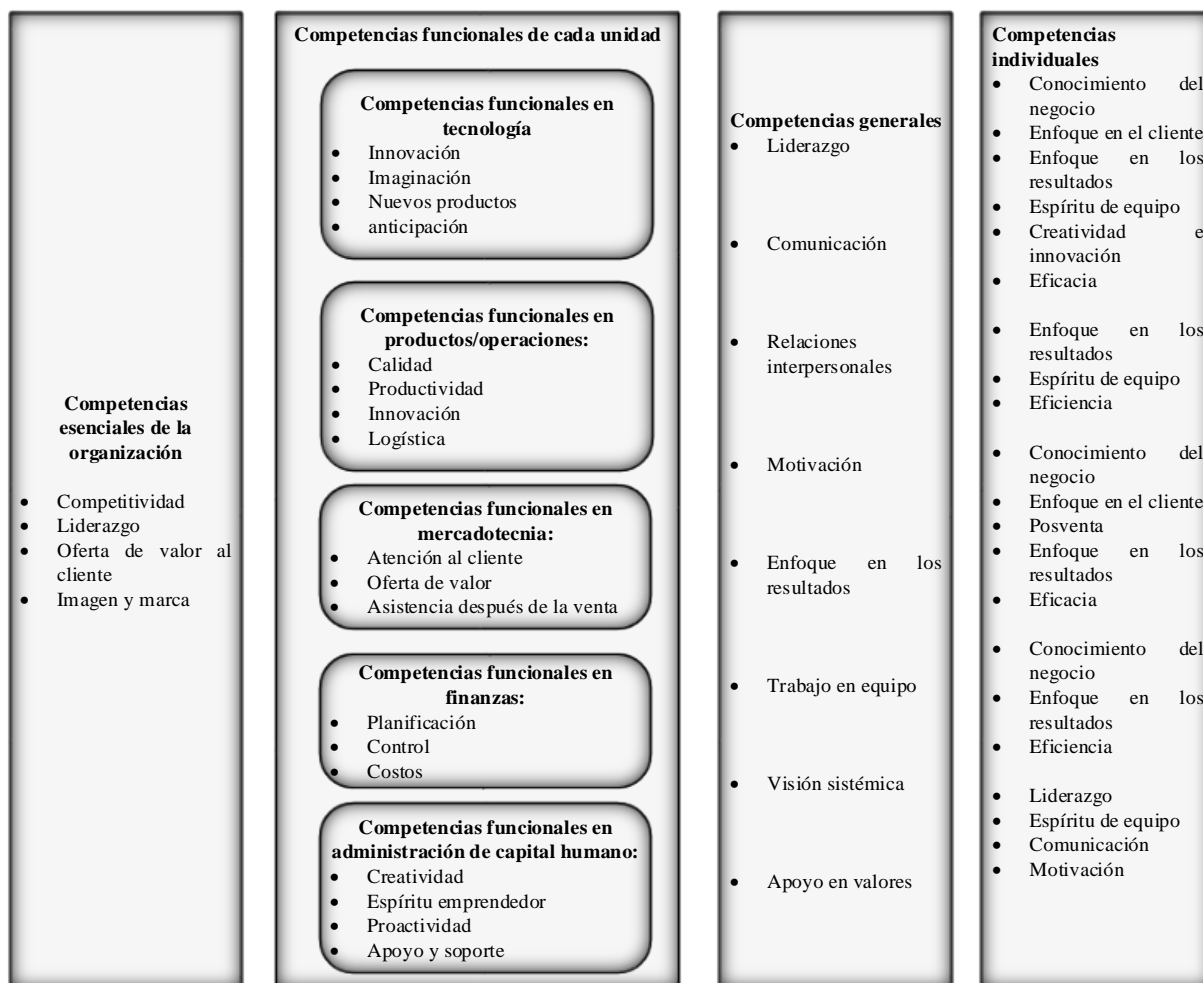 Competencias
esenciales de la
organización
• Competitividad
• Liderazgo
• Oferta de valor al
cliente
• Imagen y marca
Competencias funcionales de cada unidad
Competencias funcionales en
tecnología
• Innovación
• Imaginación
• Nuevos productos
• anticipación
Competencias funcionales en
productos/operaciones:
• Calidad
• Productividad
• Innovación
• Logística
Competencias funcionales en
mercadotecnia:
• Atención al cliente
• Oferta de valor
• Asistencia después de la venta
Competencias funcionales en
finanzas:
• Planificación
• Control
• Costos
Competencias funcionales en
administración de capital humano:
• Creatividad
• Espíritu emprendedor
• Proactividad
• Apoyo y soporte
Competencias generales
• Liderazgo
• Comunicación
• Relaciones
interpersonales
• Motivación
• Enfoque en los
resultados
• Trabajo en equipo
• Visión sistémica
• Apoyo en valores
Competencias
individuales
• Conocimiento del
negocio
• Enfoque en el cliente
• Enfoque en los
resultados
• Espíritu de equipo
• Creatividad e
innovación
• Eficacia
• Enfoque en los
resultados
• Espíritu de equipo
• Eficiencia
• Conocimiento del
negocio
• Enfoque en el cliente
• Posventa
• Enfoque en los
resultados
• Eficacia
• Conocimiento del
negocio
• Enfoque en los
resultados
• Eficiencia
• Liderazgo
• Espíritu de equipo
• Comunicación
• Motivación